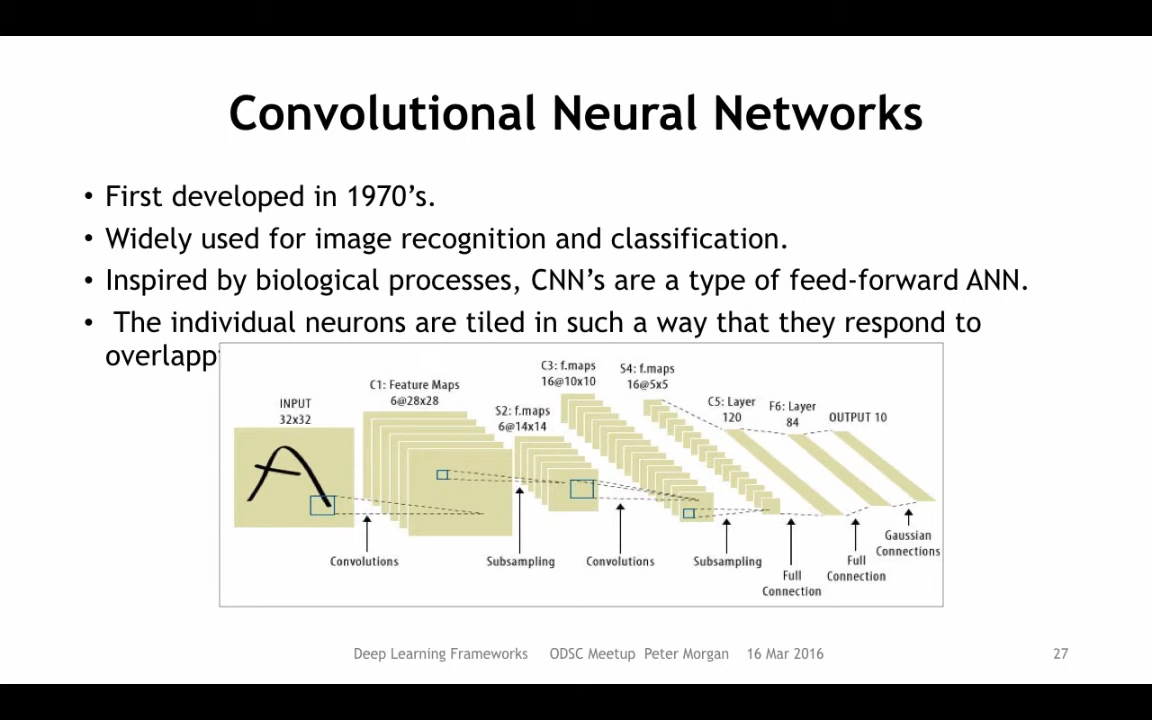 Convolutional Neural Networks
• First developed in 1970’s.
• Widely used for image recognition and classification.
• Inspired by biological processes, CNN’s are a type of feed-forward ANN.
• The individual neurons are tiled in such a way that they respond to
INPUT
32x32
C1: Feature Maps
6@28x28
S2: f.maps
6@14x14
C3: f.maps
16@10x10
S4: f.maps
16@5x5
C5: Layer
120
F6: Layer
84
OUTPUT 10
A
Convolutions
Subsampling
Convolutions
Subsampling
Full
Connection
Full
Connection
Gaussian
Connections
Deep Learning Frameworks ODSC Meetup Peter Morgan 16 Mar 2016
27